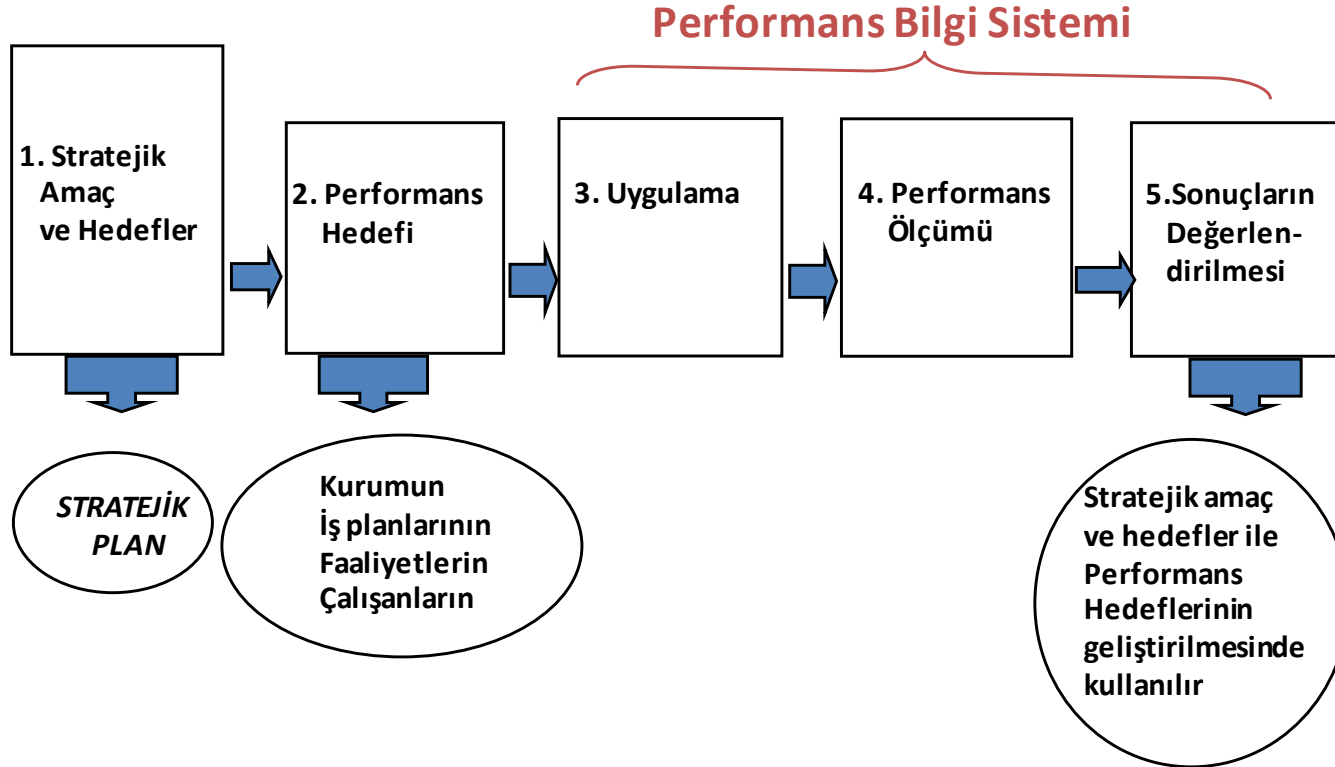 Performans Bilgi Sistemi
1. Stratejik
Amaç
ve Hedefler
2. Performans
Hedefi
3. Uygulama
4. Performans
Ölçümü
5.Sonuçların
Değerlen-
dirilmesi
STRATEJİK
PLAN
Kurumun
İş planlarının
Faaliyetlerin
Çalışanların
Stratejik amaç
ve hedefler ile
Performans
Hedeflerinin
geliştirilmesinde
kullanılır